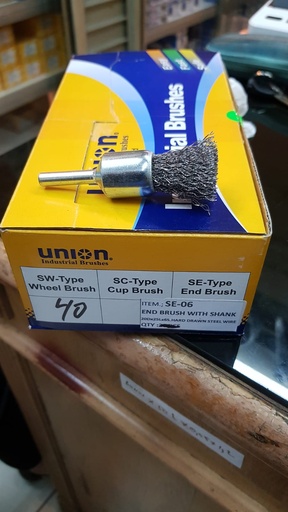 Industrial Brushes
union
union
Industrial Brushes
SW-Type
Wheel Brush
SC-Type
Cup Brush
SE-Type
End Brush
40
ITEM.; SE-06
END BRUSH WITH SHANK
HARD DRAWN STEEL WIRE
QTY :